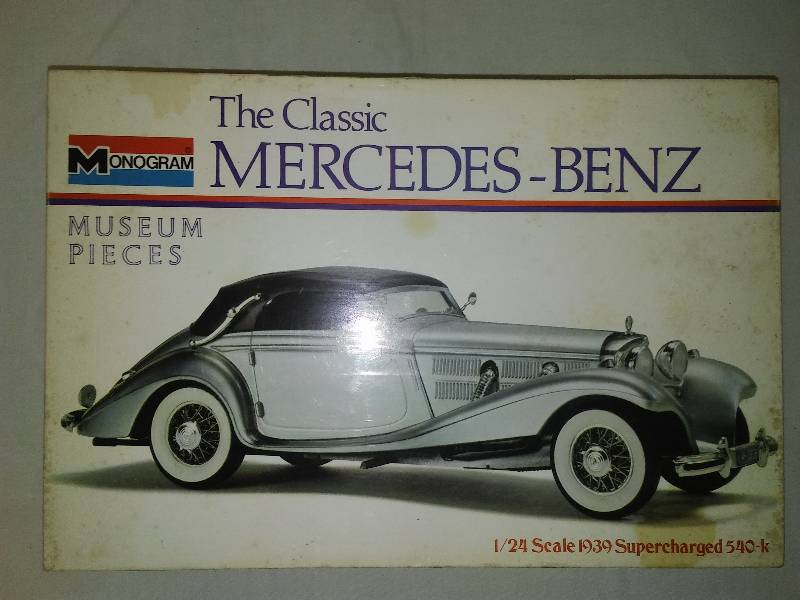 The Classic
MERCEDES-BENZ
MONOGRAM
MUSEUM
PIECES
1/24 Scale 1939 Supercharged 540-k